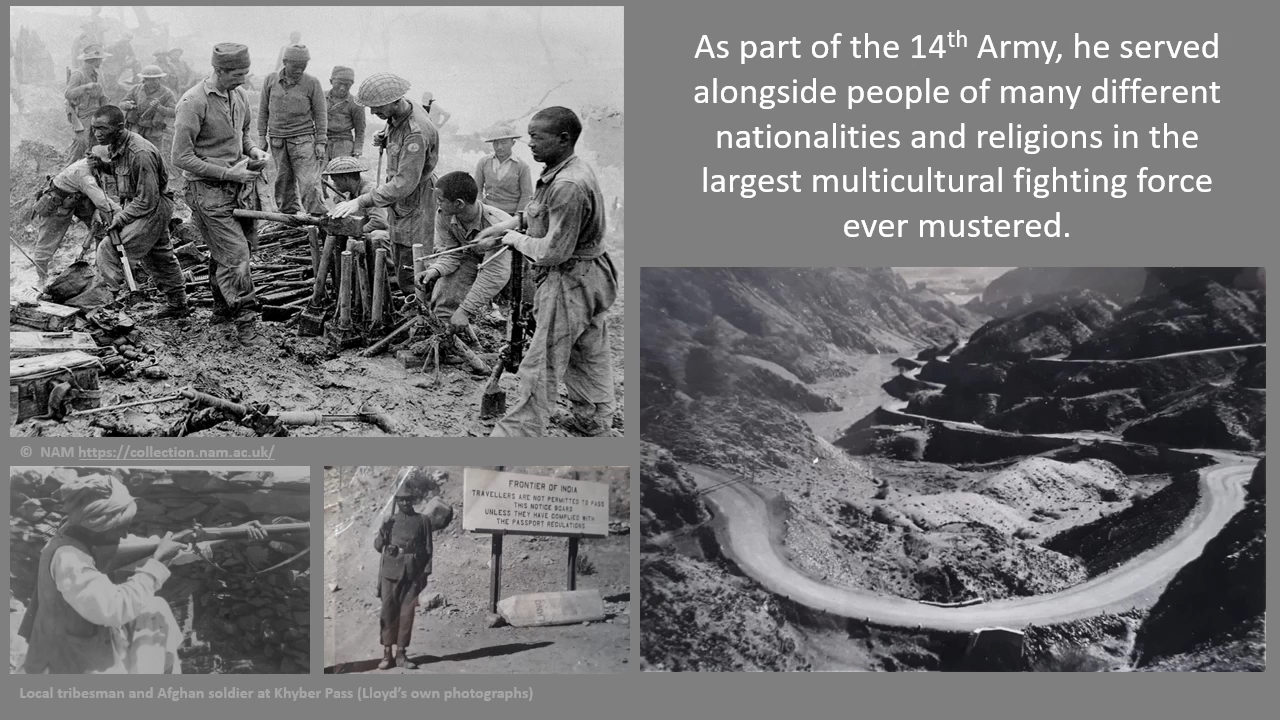 As part of the 14th Army, he served
alongside people of many different
nationalities and religions in the
largest multicultural fighting force
ever mustered.
© NAM https://collection.nam.ac.uk/
FRONTIER OF INDIA
TRAVELLERS ARE NOT PERMITTED TO PASS
THIS NOTICE BOARD
UNLESS THEY HAVE COMPLIED WITH
THE PASSPORT REGULATIONS
Local tribesman and Afghan soldier at Khyber Pass (Lloyd's own photographs)